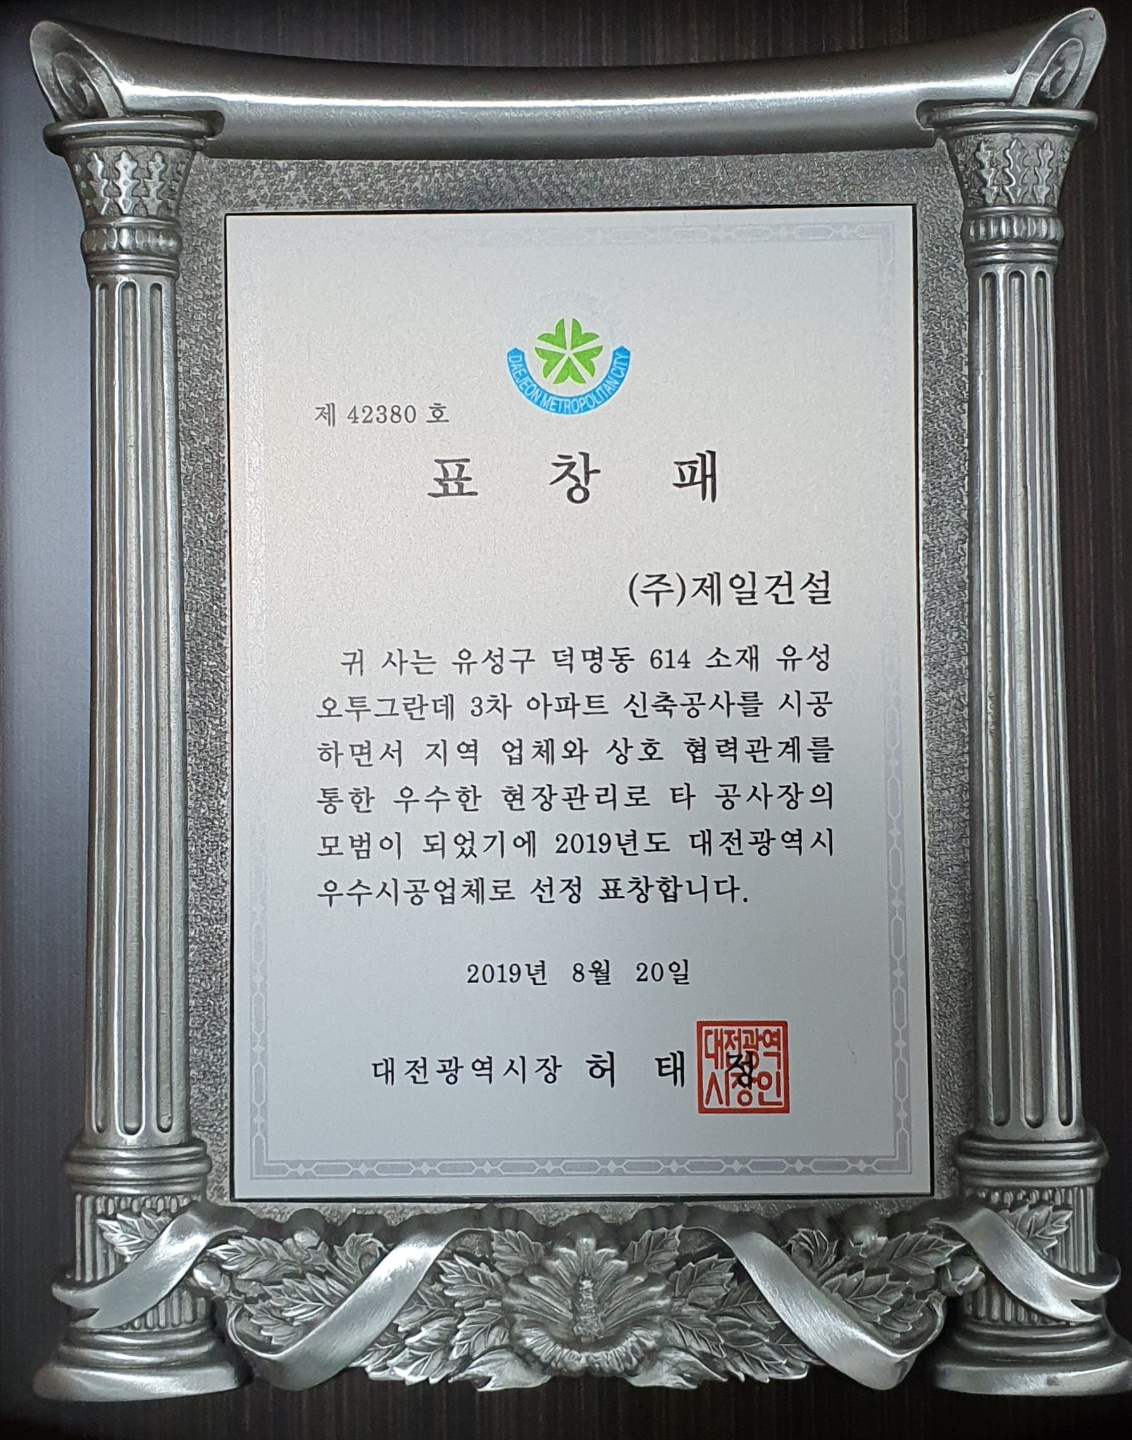 DAEJEON METROPOLITAN CITY
제 42380 호
표 창 패
(주)제일건설
귀 사는 유성구 덕명동 614 소재 유성
오투그란데 3차 아파트 신축공사를 시공
하면서 지역 업체와 상호 협력관계를
통한 우수한 현장관리로 타 공사장의
모범이 되었기에 2019년도 대전광역시
우수시공업체로 선정 표창합니다.
2019년 8월 20일
대전광역시장 허 태 정
대전광역
시장인